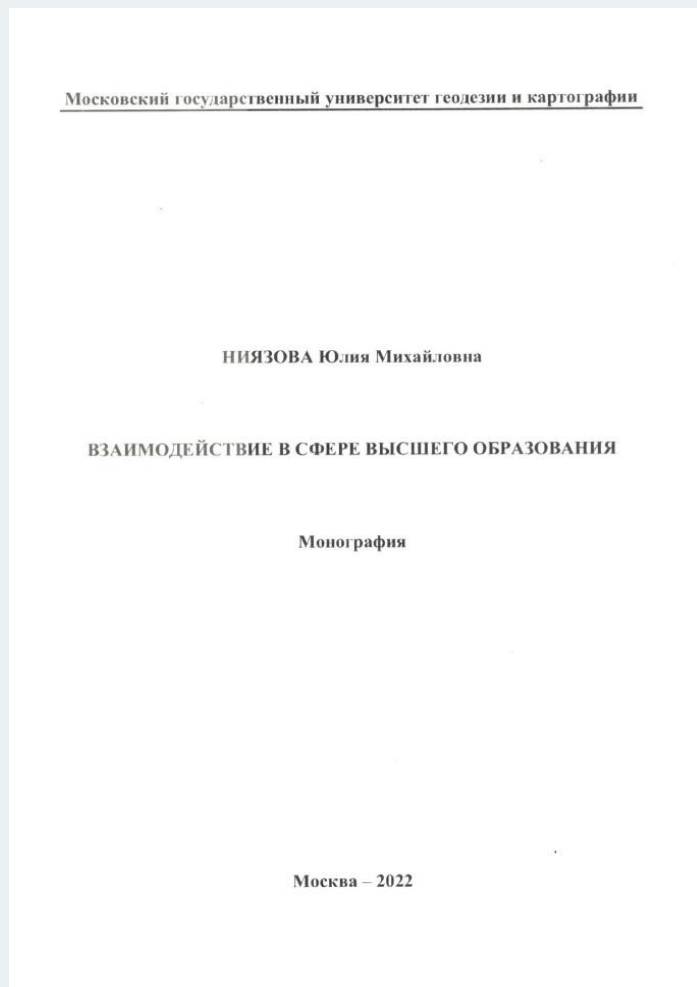 Московский государственный университет геодезии и картографии
НИЯЗОВА Юлия Михайловна
ВЗАИМОДЕЙСТВИЕ В СФЕРЕ ВЫСШЕГО ОБРАЗОВАНИЯ
Монография
Москва – 2022